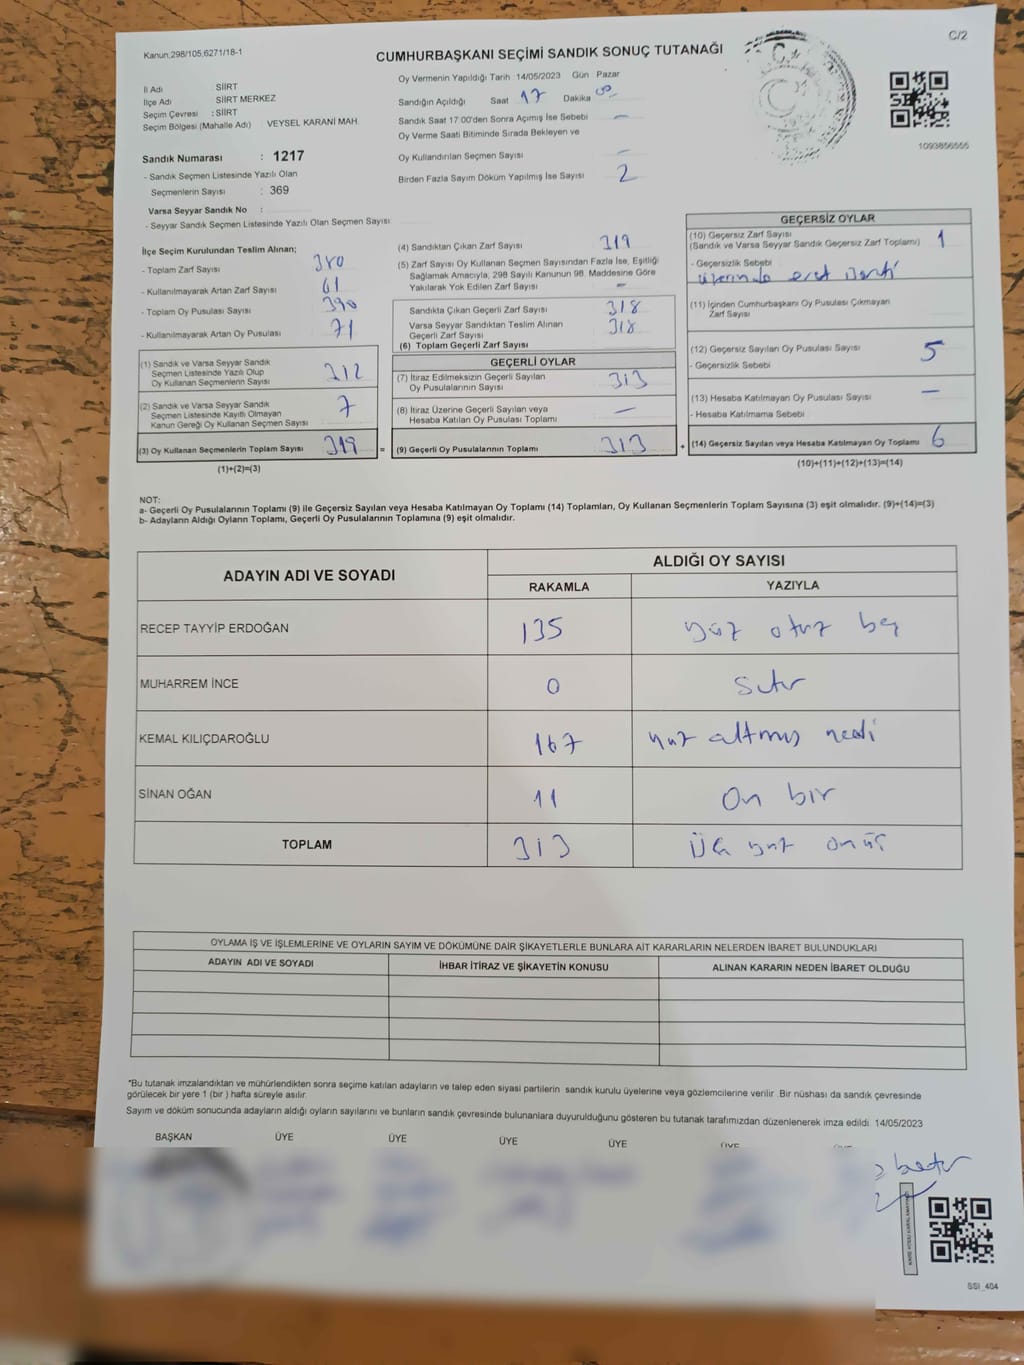 C/2
Kanun,298/105,6271/18-1
CUMHURBAŞKANI SEÇİMİ SANDIK SONUÇ TUTANAĞI
1093856555
İl Adı SİİRT
İlçe Adı SİİRT MERKEZ
Seçim Çevresi : SİİRT
Seçim Bölgesi (Mahalle Adı) VEYSEL KARANİ MAH.
Sandık Numarası : 1217
- Sandık Seçmen Listesinde Yazılı Olan
Seçmenlerin Sayısı : 369
Varsa Seyyar Sandık No :
- Seyyar Sandık Seçmen Listesinde Yazılı Olan Seçmen Sayısı
Oy Vermenin Yapıldığı Tarih 14/05/2023 Gün Pazar
Sandığın Açıldığı Saat 17 Dakika 00
Sandık Saat 17.00'den Sonra Açılmış İse Sebebi –
Oy Verme Saati Bitiminde Sırada Bekleyen ve
Oy Kullandırılan Seçmen Sayısı –
Birden Fazla Sayım Döküm Yapılmış İse Sayısı 2
İlçe Seçim Kurulundan Teslim Alınan;
- Toplam Zarf Sayısı 380
- Kullanılmayarak Artan Zarf Sayısı 61
- Toplam Oy Pusulası Sayısı 390
- Kullanılmayarak Artan Oy Pusulası 71
(1) Sandık ve Varsa Seyyar Sandık
Seçmen Listesinde Yazılı Olup
Oy Kullanan Seçmenlerin Sayısı 312
(2) Sandık ve Varsa Seyyar Sandık
Seçmen Listesinde Kayıtlı Olmayan
Kanun Gereği Oy Kullanan Seçmen Sayısı 7
(3) Oy Kullanan Seçmenlerin Toplam Sayısı 319 =
(1)+(2)=(3)
(4) Sandıktan Çıkan Zarf Sayısı 319
(5) Zarf Sayısı Oy Kullanan Seçmen Sayısından Fazla İse, Eşitliği
Sağlamak Amacıyla, 298 Sayılı Kanunun 98. Maddesine Göre
Yakılarak Yok Edilen Zarf Sayısı –
Sandıkta Çıkan Geçerli Zarf Sayısı 318
Varsa Seyyar Sandıktan Teslim Alınan
Geçerli Zarf Sayısı 318
(6) Toplam Geçerli Zarf Sayısı
GEÇERLİ OYLAR
(7) İtiraz Edilmeksizin Geçerli Sayılan
Oy Pusulalarının Sayısı 313
(8) İtiraz Üzerine Geçerli Sayılan veya
Hesaba Katılan Oy Pusulası Toplamı –
(9) Geçerli Oy Pusulalarının Toplamı 313 +
GEÇERSİZ OYLAR
(10) Geçersiz Zarf Sayısı
(Sandık ve Varsa Seyyar Sandık Geçersiz Zarf Toplamı) 1
- Geçersizlik Sebebi
üzerinde evet
(11) İçinden Cumhurbaşkanı Oy Pusulası Çıkmayan
Zarf Sayısı
(12) Geçersiz Sayılan Oy Pusulası Sayısı 5
- Geçersizlik Sebebi
(13) Hesaba Katılmayan Oy Pusulası Sayısı –
- Hesaba Katılmama Sebebi
(14) Geçersiz Sayılan veya Hesaba Katılmayan Oy Toplamı 6
(10)+(11)+(12)+(13)=(14)
NOT:
a- Geçerli Oy Pusulalarının Toplamı (9) ile Geçersiz Sayılan veya Hesaba Katılmayan Oy Toplamı (14) Toplamları, Oy Kullanan Seçmenlerin Toplam Sayısına (3) eşit olmalıdır. (9)+(14)=(3)
b- Adayların Aldığı Oyların Toplamı, Geçerli Oy Pusulalarının Toplamına (9) eşit olmalıdır.
ADAYIN ADI VE SOYADI ALDIĞI OY SAYISI
RAKAMLA YAZIYLA
RECEP TAYYİP ERDOĞAN 135 yüz otuz beş
MUHARREM İNCE 0 sıfır
KEMAL KILIÇDAROĞLU 167 yüz altmış yedi
SİNAN OĞAN 11 on bir
TOPLAM 313 Üç yüz onüç
OYLAMA İŞ VE İŞLEMLERİNE VE OYLARIN SAYIM VE DÖKÜMÜNE DAİR ŞİKAYETLERLE BUNLARA AİT KARARLARIN NELERDEN İBARET BULUNDUKLARI
ADAYIN ADI VE SOYADI İHBAR İTİRAZ VE ŞİKAYETİN KONUSU ALINAN KARARIN NEDEN İBARET OLDUĞU
*Bu tutanak imzalandıktan ve mühürlendikten sonra seçime katılan adayların ve talep eden siyasi partilerin sandık kurulu üyelerine veya gözlemcilerine verilir .Bir nüshası da sandık çevresinde
görülecek bir yere 1 (bir ) hafta süreyle asılır.
Sayım ve döküm sonucunda adayların aldığı oyların sayılarını ve bunların sandık çevresinde bulunanlara duyurulduğunu gösteren bu tutanak tarafımızdan düzenlenerek imza edildi. 14/05/2023
BAŞKAN ÜYE ÜYE ÜYE ÜYE ÜYE ÜYE
SSİ_404